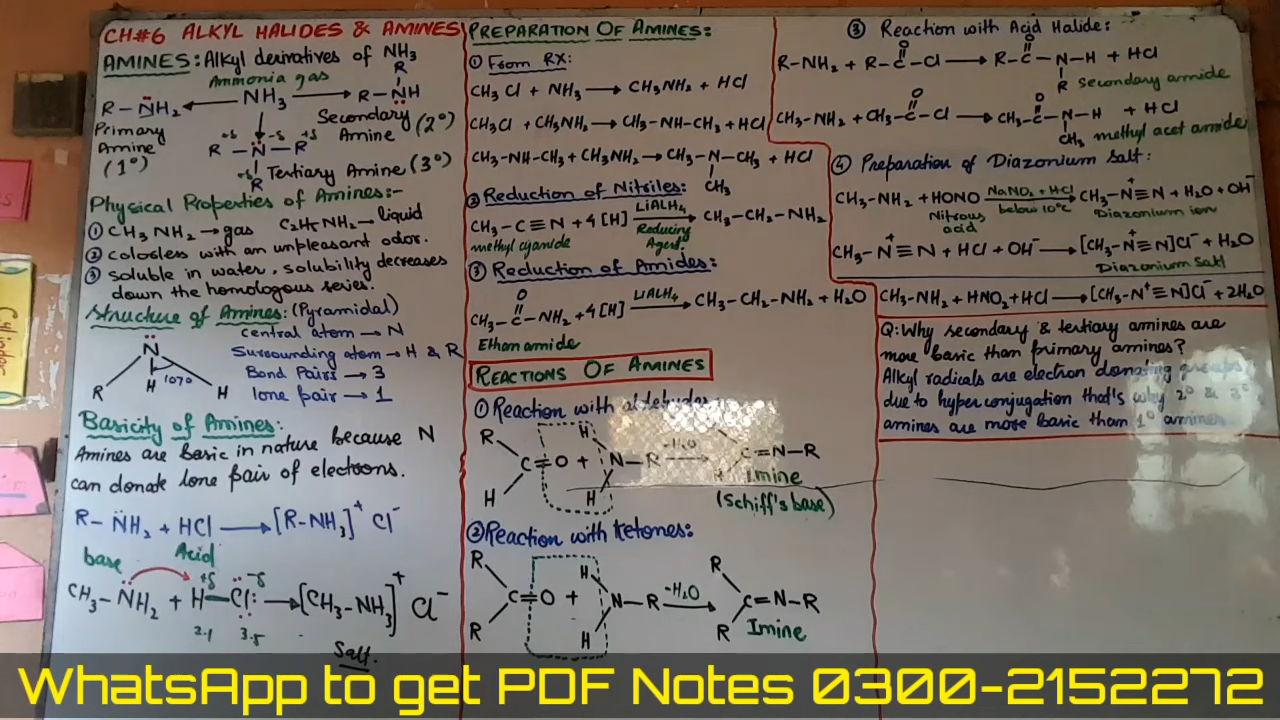 CH#6 ALKYL HALIDES & AMINES
AMINES: Alkyl derivatives of NH₃
Ammonia gas
R
R–N̈H₂ ← NH₃ → R–NH
Primary Amine (1°)
Secondary Amine (2°)
+δ -δ +δ
R–N–R
+δ
R
Tertiary Amine (3°)
Physical Properties of Amines:-
① CH₃NH₂ → gas C₂H₅NH₂ → liquid
② colorless with an unpleasant odor.
③ soluble in water, solubility decreases
down the homologous series.
Structure of Amines: (Pyramidal)
central atom → N
Surrounding atom → H & R
Bond Pairs → 3
lone pair → 1
N
107°
R H H
Basicity of Amines:
Amines are basic in nature because N
can donate lone pair of electrons.
R–N̈H₂ + HCl → [R-NH₃]⁺ Cl⁻
base Acid
+δ -δ
CH₃–N̈H₂ + H–Cl: → [CH₃-NH₃]⁺ Cl⁻
2.1 3.5
Salt.
PREPARATION OF AMINES:
① From RX:
CH₃Cl + NH₃ → CH₃NH₂ + HCl
CH₃Cl + CH₃NH₂ → CH₃-NH-CH₃ + HCl
CH₃-NH-CH₃ + CH₃NH₂ → CH₃-N-CH₃ + HCl
CH₃
② Reduction of Nitriles:
LiALH₄
CH₃-C≡N + 4[H] → CH₃-CH₂-NH₂
methyl cyanide
Reducing Agent.
③ Reduction of Amides:
O
LiALH₄
CH₃-C-NH₂ + 4[H] → CH₃-CH₂-NH₂ + H₂O
Ethanamide
REACTIONS OF AMINES
① Reaction with aldehydes:
R H
-H₂O
C=O + N-R → C=N-R
H H H
Imine
(Schiff's base)
② Reaction with Ketones:
R H R
-H₂O
C=O + N-R → C=N-R
R H R
Imine
③ Reaction with Acid Halide:
O O
R-NH₂ + R-C-Cl → R-C-N-H + HCl
R
secondary amide
O O
CH₃-NH₂ + CH₃-C-Cl → CH₃-C-N-H + HCl
CH₃
methyl acet amide
④ Preparation of Diazonium Salt:
NaNO₂ + HCl
CH₃-NH₂ + HONO → CH₃-N⁺≡N + H₂O + OH⁻
below 10°C
Nitrous acid
Diazonium ion
CH₃-N⁺≡N + HCl + OH⁻ → [CH₃-N⁺≡N]Cl⁻ + H₂O
Diazonium Salt
CH₃-NH₂ + HNO₂ + HCl → [CH₃-N⁺≡N]Cl⁻ + 2H₂O
Q: Why secondary & tertiary amines are
more basic than primary amines?
Alkyl radicals are electron donating groups
due to hyper conjugation that's why 2° & 3°
amines are more basic than 1° amines.
Cylinder
WhatsApp to get PDF Notes 0300-2152272